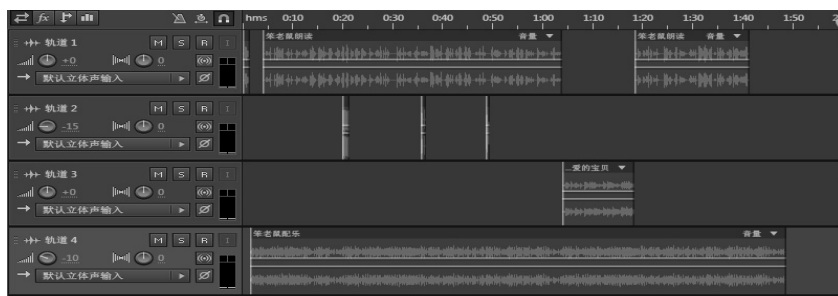 fx
hms 0:10 0:20 0:30 0:40 0:50 1:00 1:10 1:20 1:30 1:40 1:50
轨道 1 M S R I
笨老鼠朗读 音量
笨老鼠朗读 音量
+0 0
默认立体声输入
轨道 2 M S R I
-15 0
默认立体声输入
轨道 3 M S R I
...爱的宝贝
+0 0
默认立体声输入
轨道 4 M S R I
笨老鼠配乐 音量
-10 0
默认立体声输入